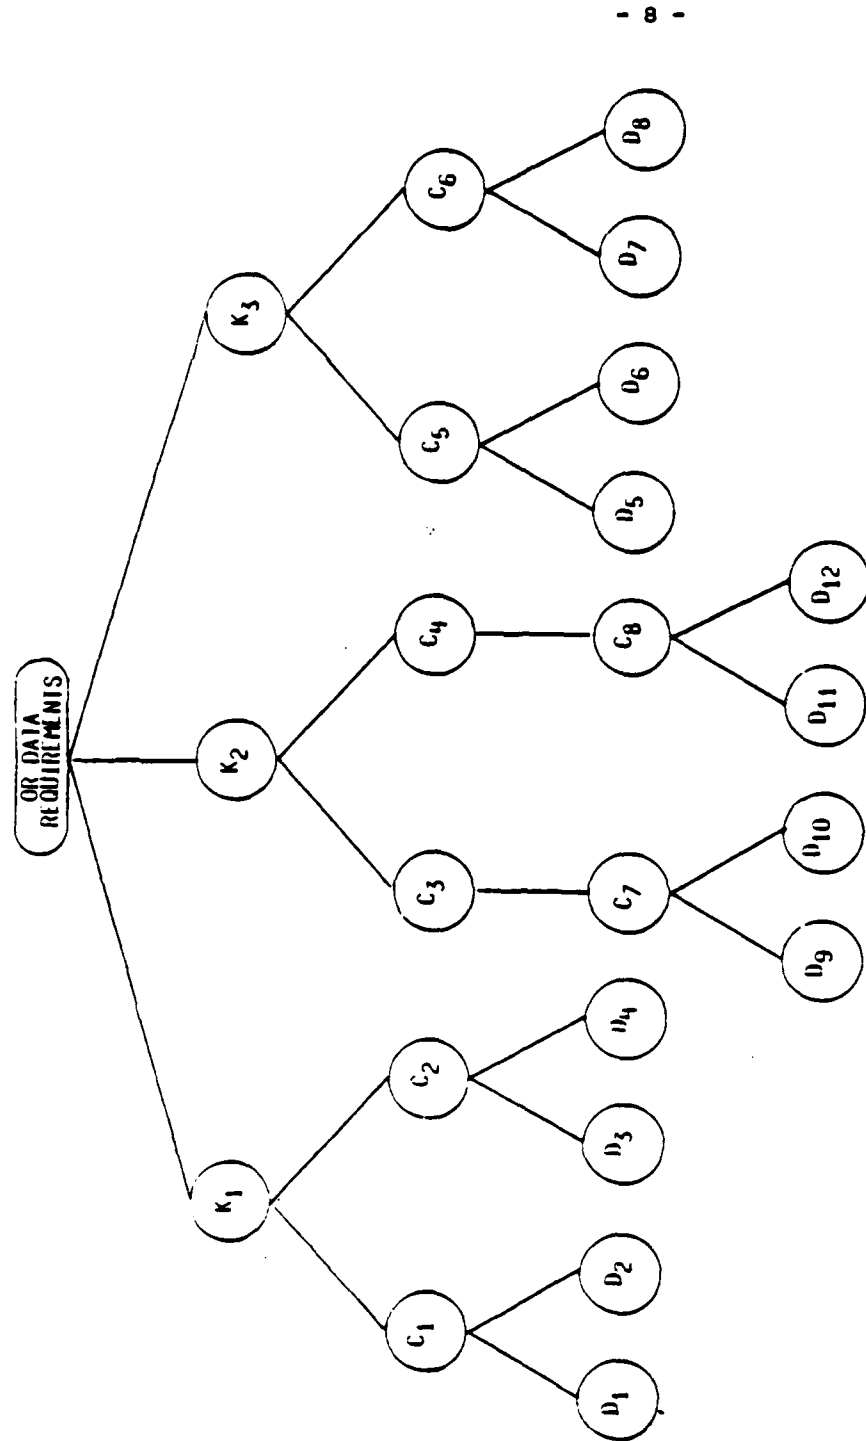 - 8 -
OR DATA
REQUIREMENTS
K1
K2
K3
C1
C2
C3
C4
C5
C6
D1
D2
D3
D4
C7
C8
D5
D6
D7
D8
D9
D10
D11
D12